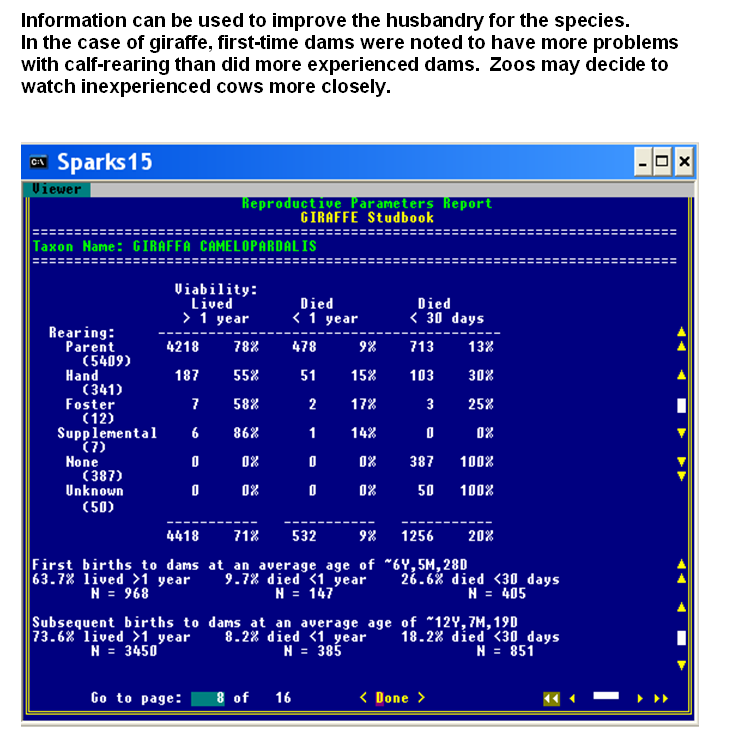 Information can be used to improve the husbandry for the species.
In the case of giraffe, first-time dams were noted to have more problems
with calf-rearing than did more experienced dams.  Zoos may decide to
watch inexperienced cows more closely.
C:\ Sparks15
Viewer
Reproductive Parameters Report
GIRAFFE Studbook
Taxon Name: GIRAFFA CAMELOPARDALIS
Viability:
Lived Died Died
> 1 year < 1 year < 30 days
Rearing:
Parent 4218 78% 478 9% 713 13%
(5409)
Hand 187 55% 51 15% 103 30%
(341)
Foster 7 58% 2 17% 3 25%
(12)
Supplemental 6 86% 1 14% 0 0%
(7)
None 0 0% 0 0% 387 100%
(387)
Unknown 0 0% 0 0% 50 100%
(50)
4418 71% 532 9% 1256 20%
First births to dams at an average age of ~6Y,5M,28D
63.7% lived >1 year 9.7% died <1 year 26.6% died <30 days
N = 968 N = 147 N = 405
Subsequent births to dams at an average age of ~12Y,7M,19D
73.6% lived >1 year 8.2% died <1 year 18.2% died <30 days
N = 3450 N = 385 N = 851
Go to page: 8 of 16 < Done >